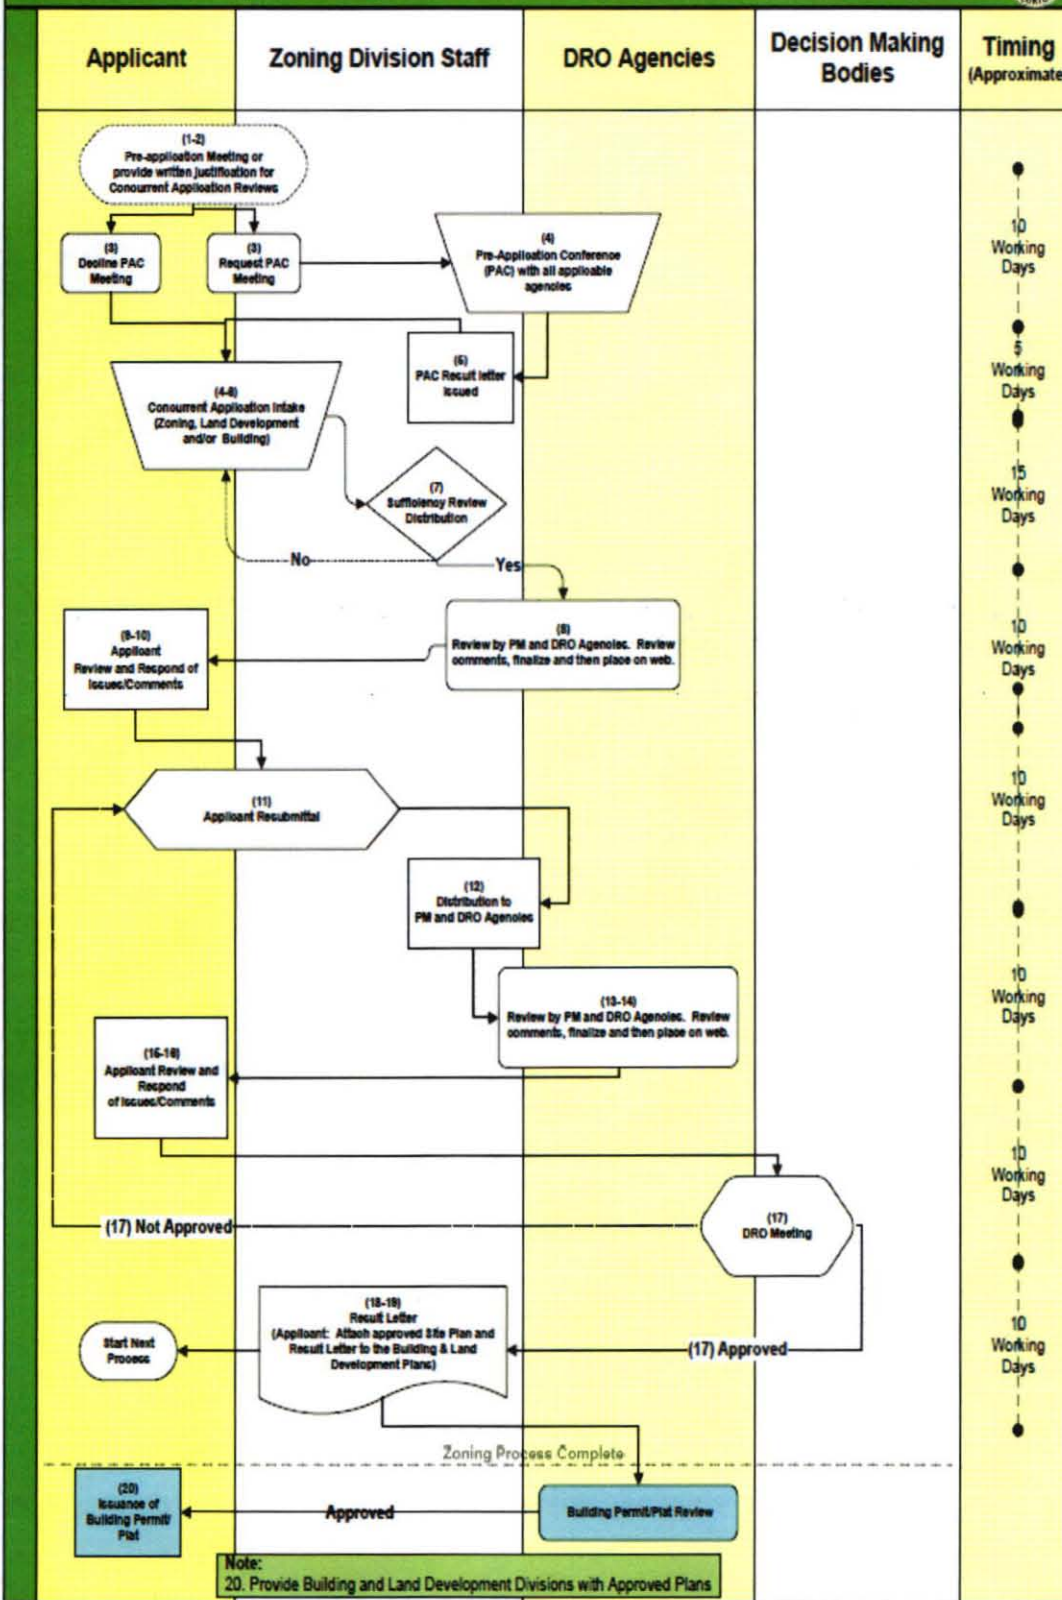 Applicant
Zoning Division Staff
DRO Agencies
Decision Making
Bodies
Timing
(Approximate
(1-2)
Pre-application Meeting or
provide written justification for
Concurrent Application Reviews
(3)
Decline PAC
Meeting
(3)
Request PAC
Meeting
(4)
Pre-Application Conference
(PAC) with all applicable
agencies
10
Working
Days
(5)
PAC Result letter
issued
5
Working
Days
(4-6)
Concurrent Application Intake
(Zoning, Land Development
and/or Building)
(7)
Sufficiency Review
Distribution
15
Working
Days
No
Yes
(8)
Review by PM and DRO Agencies. Review
comments, finalize and then place on web.
(9-10)
Applicant
Review and Respond of
Issues/Comments
10
Working
Days
(11)
Applicant Resubmittal
10
Working
Days
(12)
Distribution to
PM and DRO Agencies
(13-14)
Review by PM and DRO Agencies. Review
comments, finalize and then place on web.
10
Working
Days
(15-16)
Applicant Review and
Respond
of Issues/Comments
10
Working
Days
(17) Not Approved
(17)
DRO Meeting
(18-19)
Result Letter
(Applicant: Attach approved Site Plan and
Result Letter to the Building & Land
Development Plans)
Start Next
Process
(17) Approved
10
Working
Days
Zoning Process Complete
(20)
Issuance of
Building Permit/
Plat
Approved
Building Permit/Plat Review
Note:
20. Provide Building and Land Development Divisions with Approved Plans